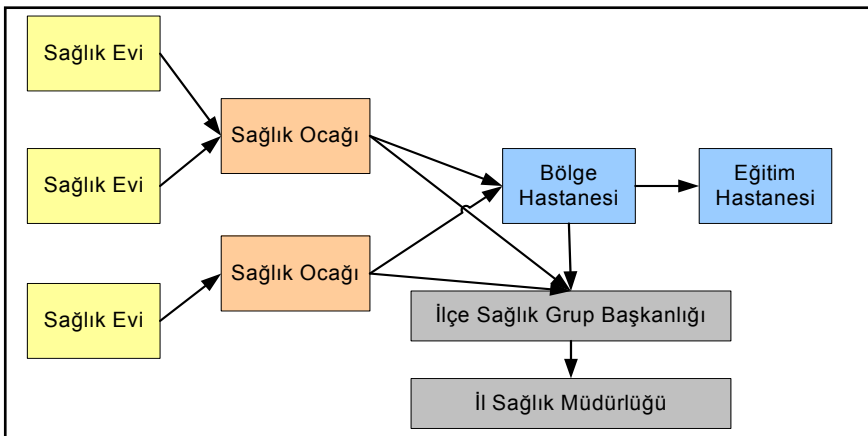 Sağlık Evi
Sağlık Ocağı
Sağlık Evi
Bölge
Hastanesi
Eğitim
Hastanesi
Sağlık Ocağı
Sağlık Evi
İlçe Sağlık Grup Başkanlığı
İl Sağlık Müdürlüğü